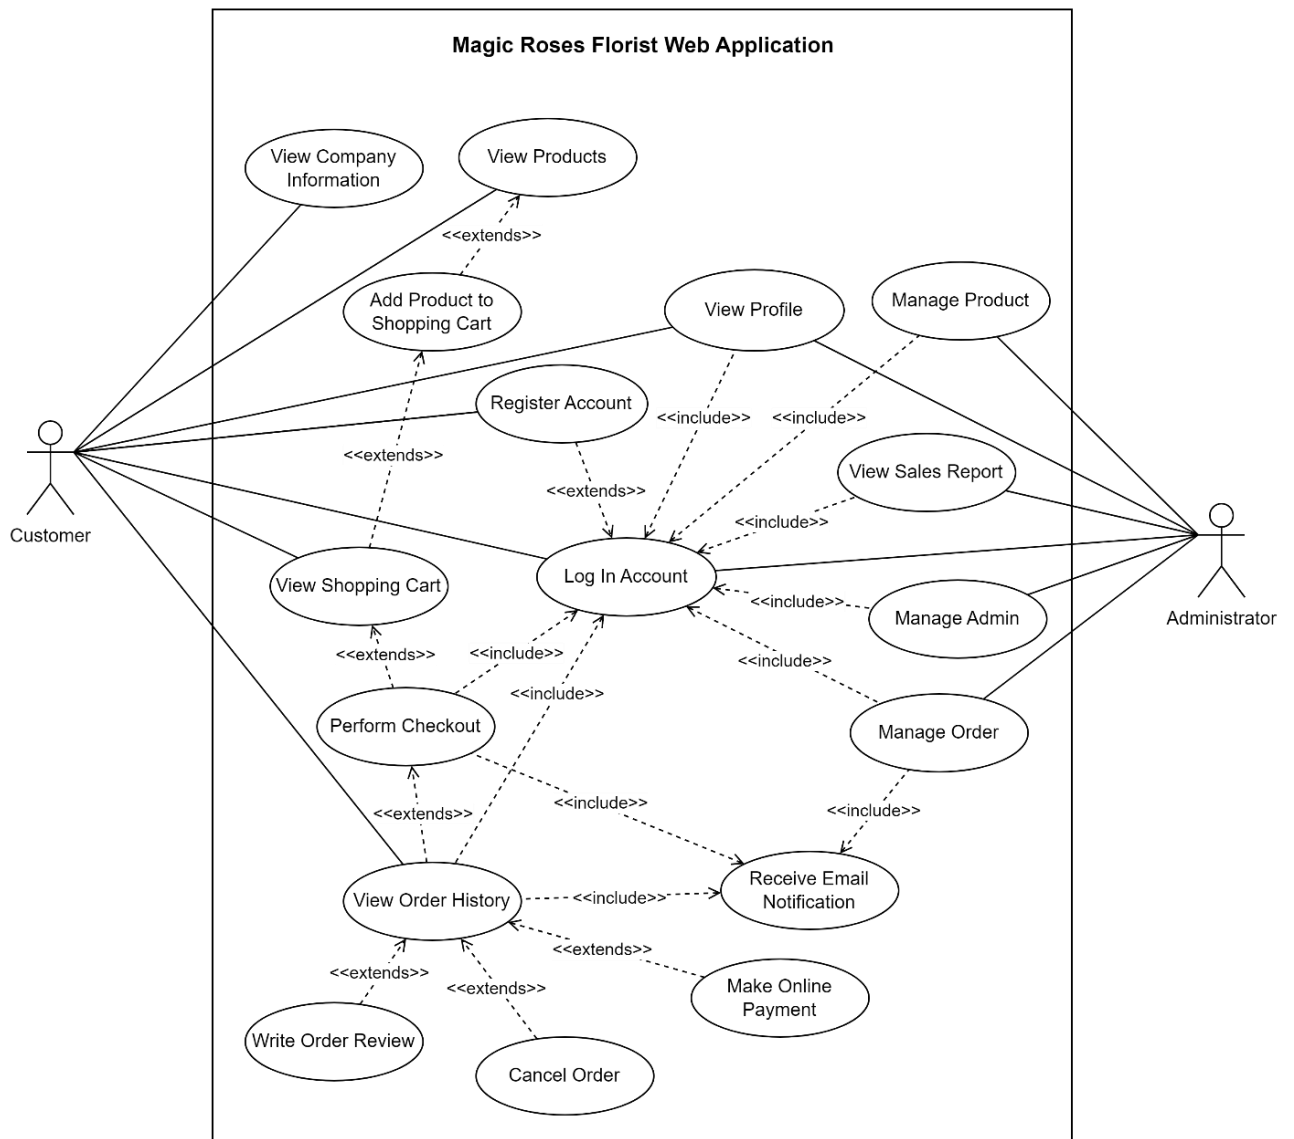 Magic Roses Florist Web Application
View Company
Information
View Products
<<extends>>
Add Product to
Shopping Cart
View Profile
Manage Product
Register Account
<<include>>
<<include>>
<<extends>>
View Sales Report
<<extends>>
<<include>>
Customer
View Shopping Cart
Log In Account
<<include>>
Manage Admin
Administrator
<<extends>>
<<include>>
<<include>>
<<include>>
Perform Checkout
Manage Order
<<extends>>
<<include>>
<<include>>
View Order History
<<include>>
Receive Email
Notification
<<extends>>
<<extends>>
<<extends>>
Make Online
Payment
Write Order Review
Cancel Order